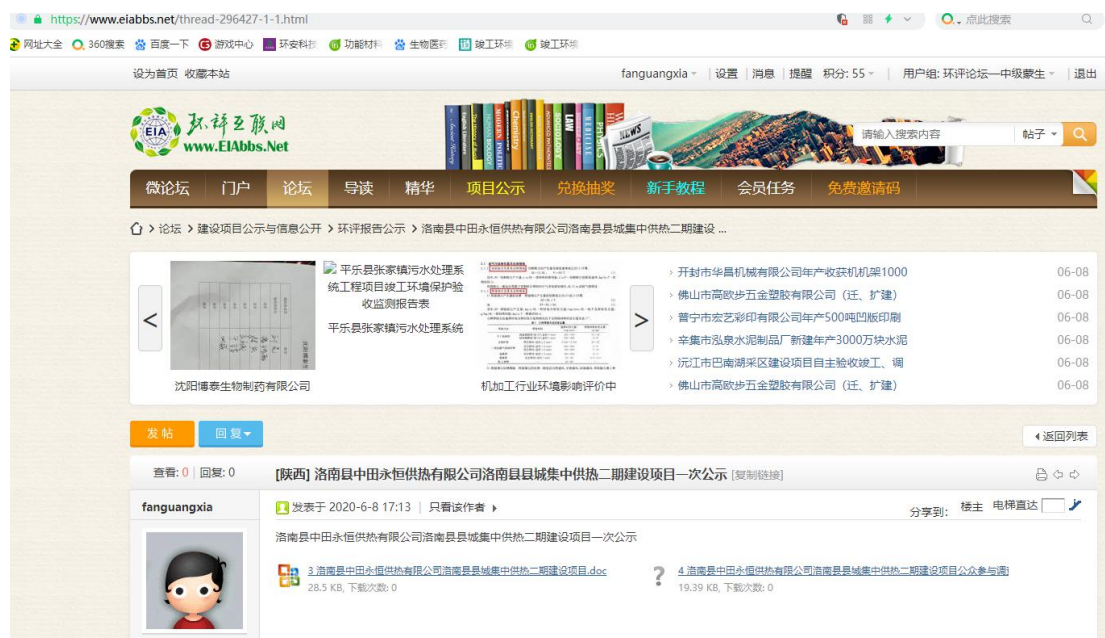 https://www.eiabbs.net/thread-296427-1-1.html
点此搜索
网址大全 360搜索 百度一下 游戏中心 环安科技 功能材料 生物医药 竣工环境 竣工环境
设为首页 收藏本站
fanguangxia 设置 | 消息 | 提醒 积分: 55 | 用户组: 环评论坛—中级蒙生 | 退出
EIA 环评互联网
www.EIAbbs.Net
NEWS
请输入搜索内容 帖子
微论坛 门户 论坛 导读 精华 项目公示 兑换抽奖 新手教程 会员任务 免费邀请码
论坛 › 建设项目公示与信息公开 › 环评报告公示 › 洛南县中田永恒供热有限公司洛南县县城集中供热二期建设 ...
平乐县张家镇污水处理系
统工程项目竣工环境保护验
收监测报告表
沈阳博泰生物制药有限公司
平乐县张家镇污水处理系统
机加工行业环境影响评价中
开封市华昌机械有限公司年产收获机机架1000 06-08
佛山市高欧步五金塑胶有限公司（迁、扩建） 06-08
普宁市宏艺彩印有限公司年产500吨凹版印刷 06-08
辛集市泓泉水泥制品厂新建年产3000万块水泥 06-08
沅江市巴南湖采区建设项目自主验收竣工、调 06-08
佛山市高欧步五金塑胶有限公司（迁、扩建） 06-08
发帖 回复
返回列表
查看: 0 | 回复: 0
[陕西] 洛南县中田永恒供热有限公司洛南县县城集中供热二期建设项目一次公示 [复制链接]
fanguangxia
发表于 2020-6-8 17:13 | 只看该作者
分享到: 楼主 电梯直达
洛南县中田永恒供热有限公司洛南县县城集中供热二期建设项目一次公示
3 洛南县中田永恒供热有限公司洛南县县城集中供热二期建设项目.doc
28.5 KB, 下载次数: 0
4 洛南县中田永恒供热有限公司洛南县县城集中供热二期建设项目公众参与调
19.39 KB, 下载次数: 0